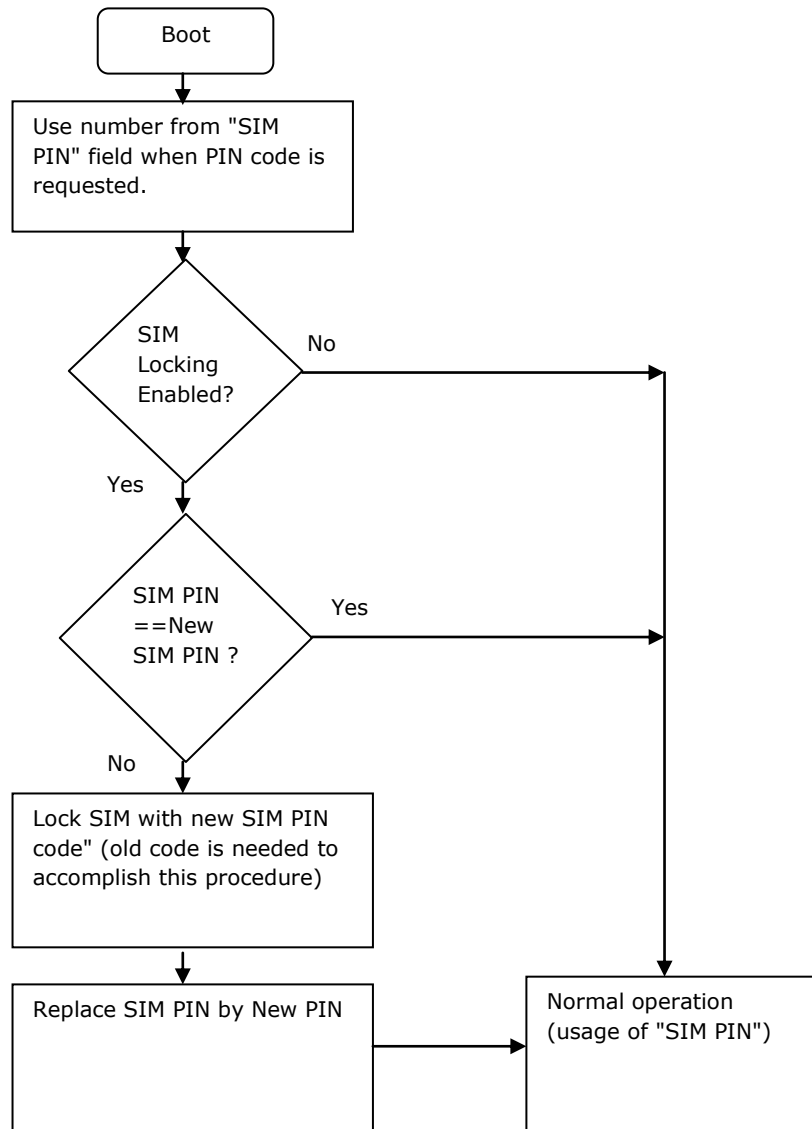 Boot
Use number from "SIM
PIN" field when PIN code is
requested.
SIM
Locking
Enabled?
No
Yes
SIM PIN
==New
SIM PIN ?
Yes
No
Lock SIM with new SIM PIN
code" (old code is needed to
accomplish this procedure)
Replace SIM PIN by New PIN
Normal operation
(usage of "SIM PIN")